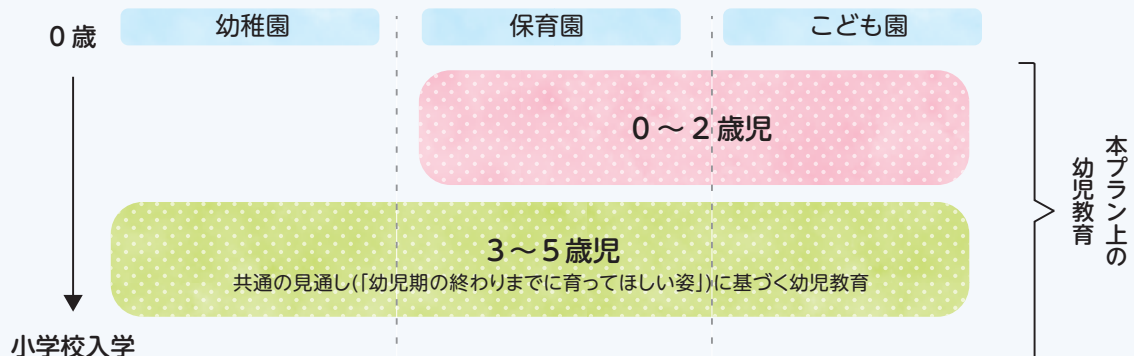 0歳
幼稚園
保育園
こども園
0～2歳児
3～5歳児
共通の見通し(「幼児期の終わりまでに育ってほしい姿」)に基づく幼児教育
小学校入学
本プラン上の
幼児教育